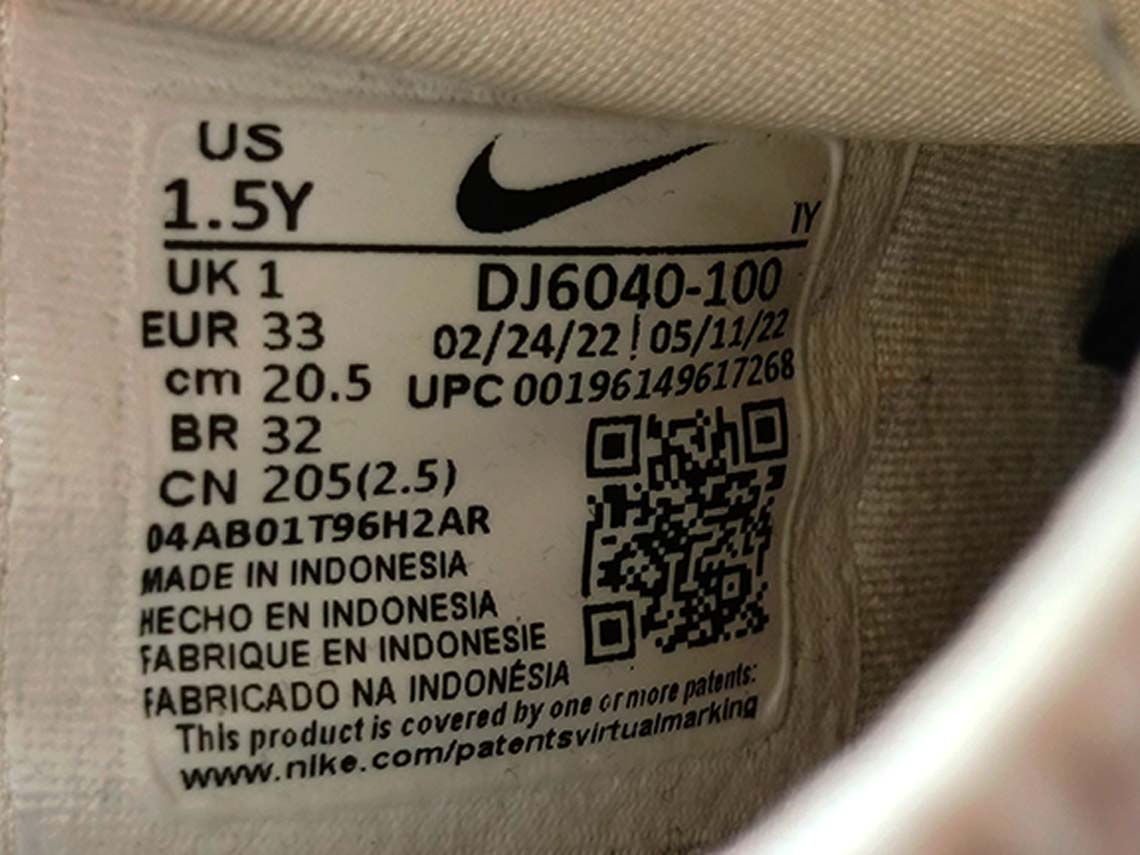 US
1.5Y
IY
UK 1
DJ6040-100
EUR 33
02/24/22 ! 05/11/22
cm 20.5
UPC 00196149617268
BR 32
CN 205(2.5)
04AB01T96H2AR
MADE IN INDONESIA
HECHO EN INDONESIA
FABRIQUE EN INDONESIE
FABRICADO NA INDONÉSIA
This product is covered by one or more patents:
www.nike.com/patentsvirtualmarking